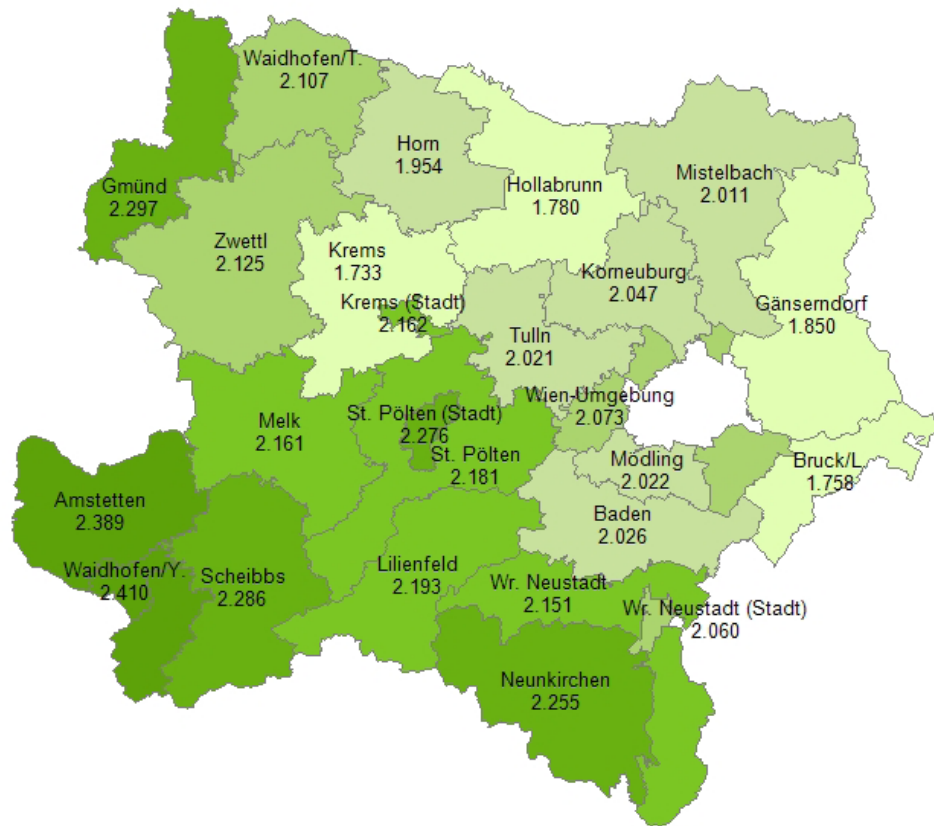 Waidhofen/T.
2.107
Horn
1.954
Gmünd
2.297
Hollabrunn
1.780
Mistelbach
2.011
Zwettl
2.125
Krems
1.733
Korneuburg
2.047
Krems (Stadt)
2.162
Gänserndorf
1.850
Tulln
2.021
Wien-Umgebung
2.073
Melk
2.161
St. Pölten (Stadt)
2.276
St. Pölten
2.181
Mödling
2.022
Bruck/L.
1.758
Amstetten
2.389
Baden
2.026
Waidhofen/Y.
2.410
Scheibbs
2.286
Lilienfeld
2.193
Wr. Neustadt
2.151
Wr. Neustadt (Stadt)
2.060
Neunkirchen
2.255